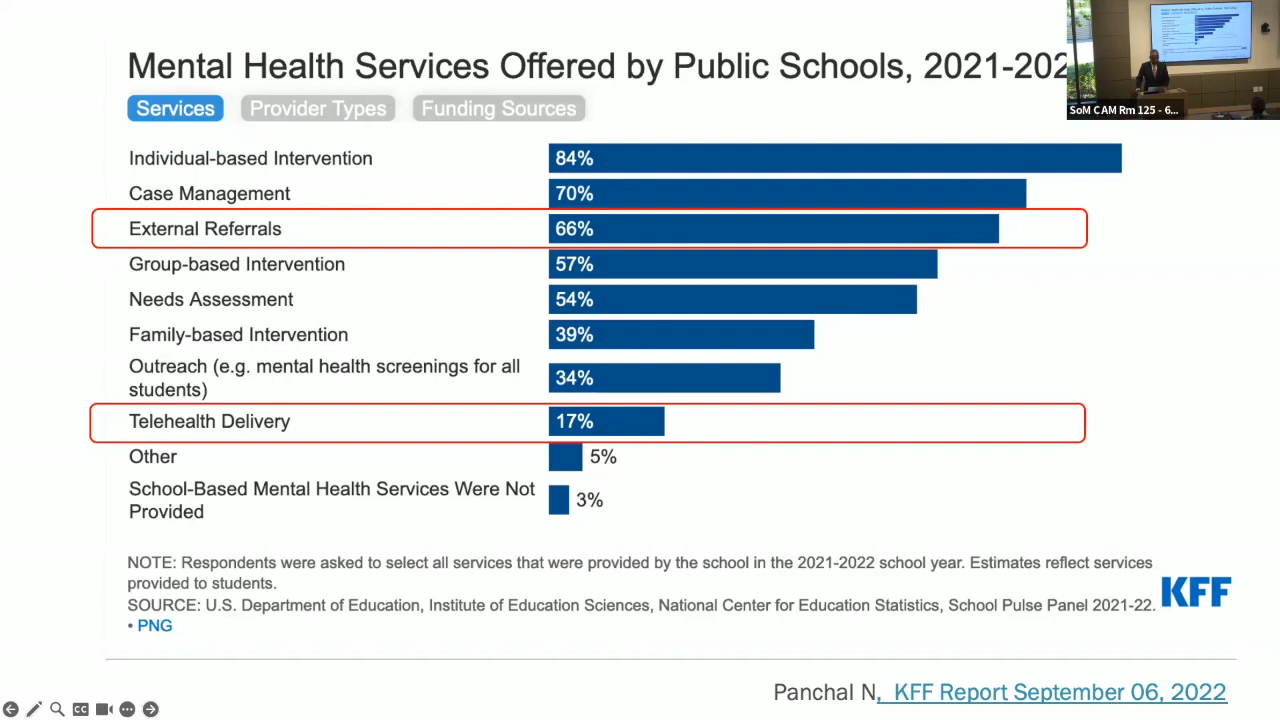 Mental Health Services Offered by Public Schools, 2021-202
Services Provider Types Funding Sources
Individual-based Intervention 84%
Case Management 70%
External Referrals 66%
Group-based Intervention 57%
Needs Assessment 54%
Family-based Intervention 39%
Outreach (e.g. mental health screenings for all
students) 34%
Telehealth Delivery 17%
Other 5%
School-Based Mental Health Services Were Not
Provided 3%
NOTE: Respondents were asked to select all services that were provided by the school in the 2021-2022 school year. Estimates reflect services
provided to students.
SOURCE: U.S. Department of Education, Institute of Education Sciences, National Center for Education Statistics, School Pulse Panel 2021-22.
• PNG
KFF
Panchal N, KFF Report September 06, 2022
SoM CAM Rm 125 - 6...
CC